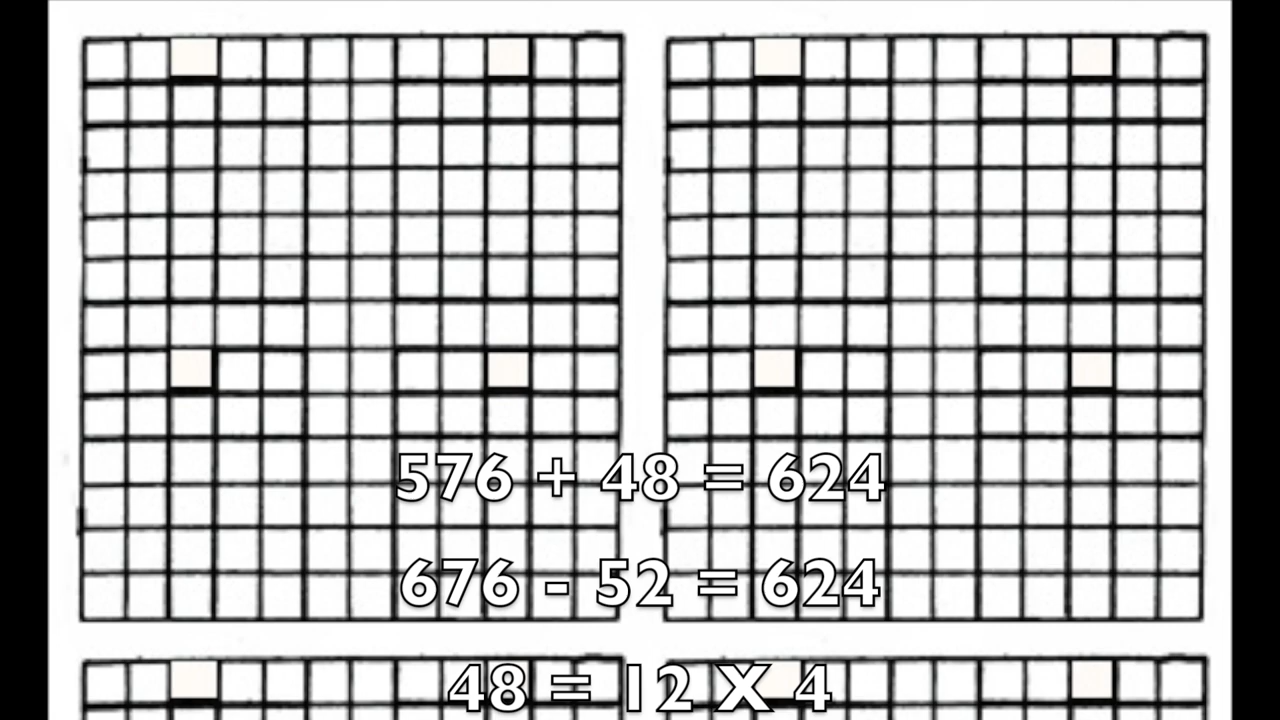 576 + 48 = 624
676 - 52 = 624
48 = 12 X 4